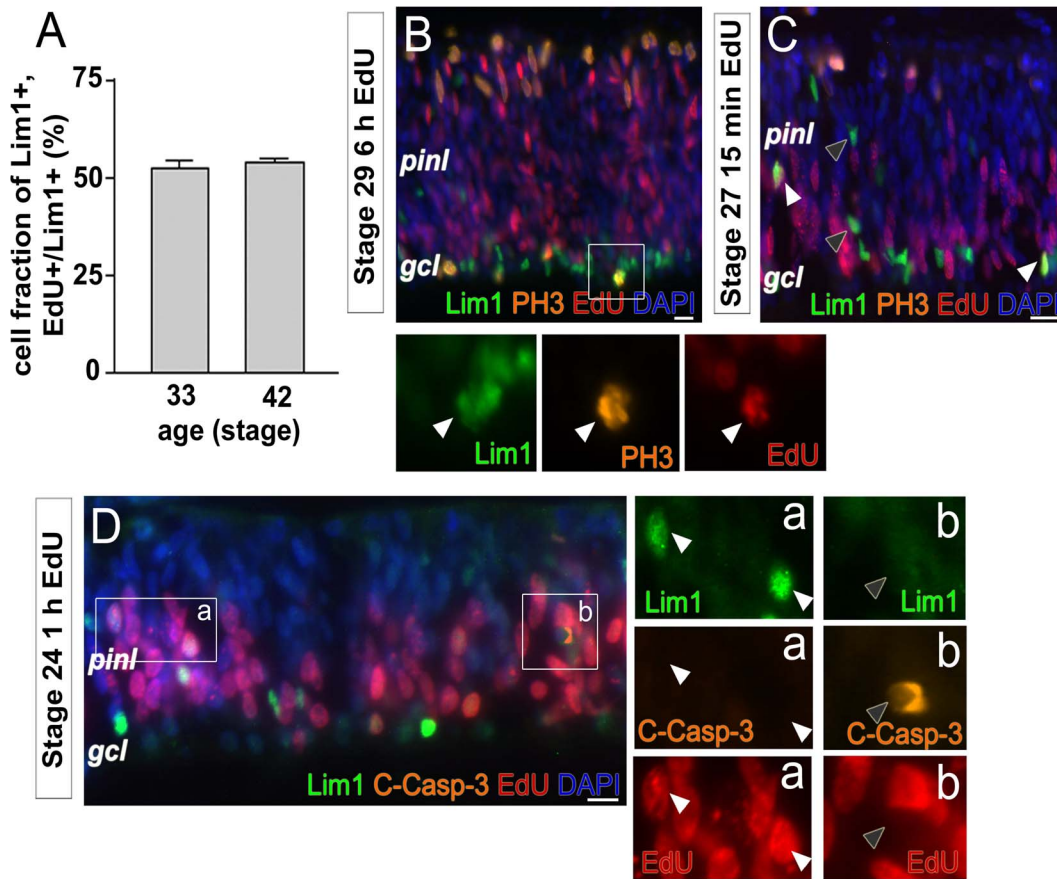 A
cell fraction of Lim1+,
EdU+/Lim1+ (%)
75
50
25
0
33 42
age (stage)
Stage 29 6 h EdU
B
pinl
gcl
Lim1 PH3 EdU DAPI
Lim1
PH3
EdU
Stage 27 15 min EdU
C
pinl
gcl
Lim1 PH3 EdU DAPI
Stage 24 1 h EdU
D
a
b
pinl
gcl
Lim1 C-Casp-3 EdU DAPI
a
Lim1
b
Lim1
a
C-Casp-3
b
C-Casp-3
a
EdU
b
EdU